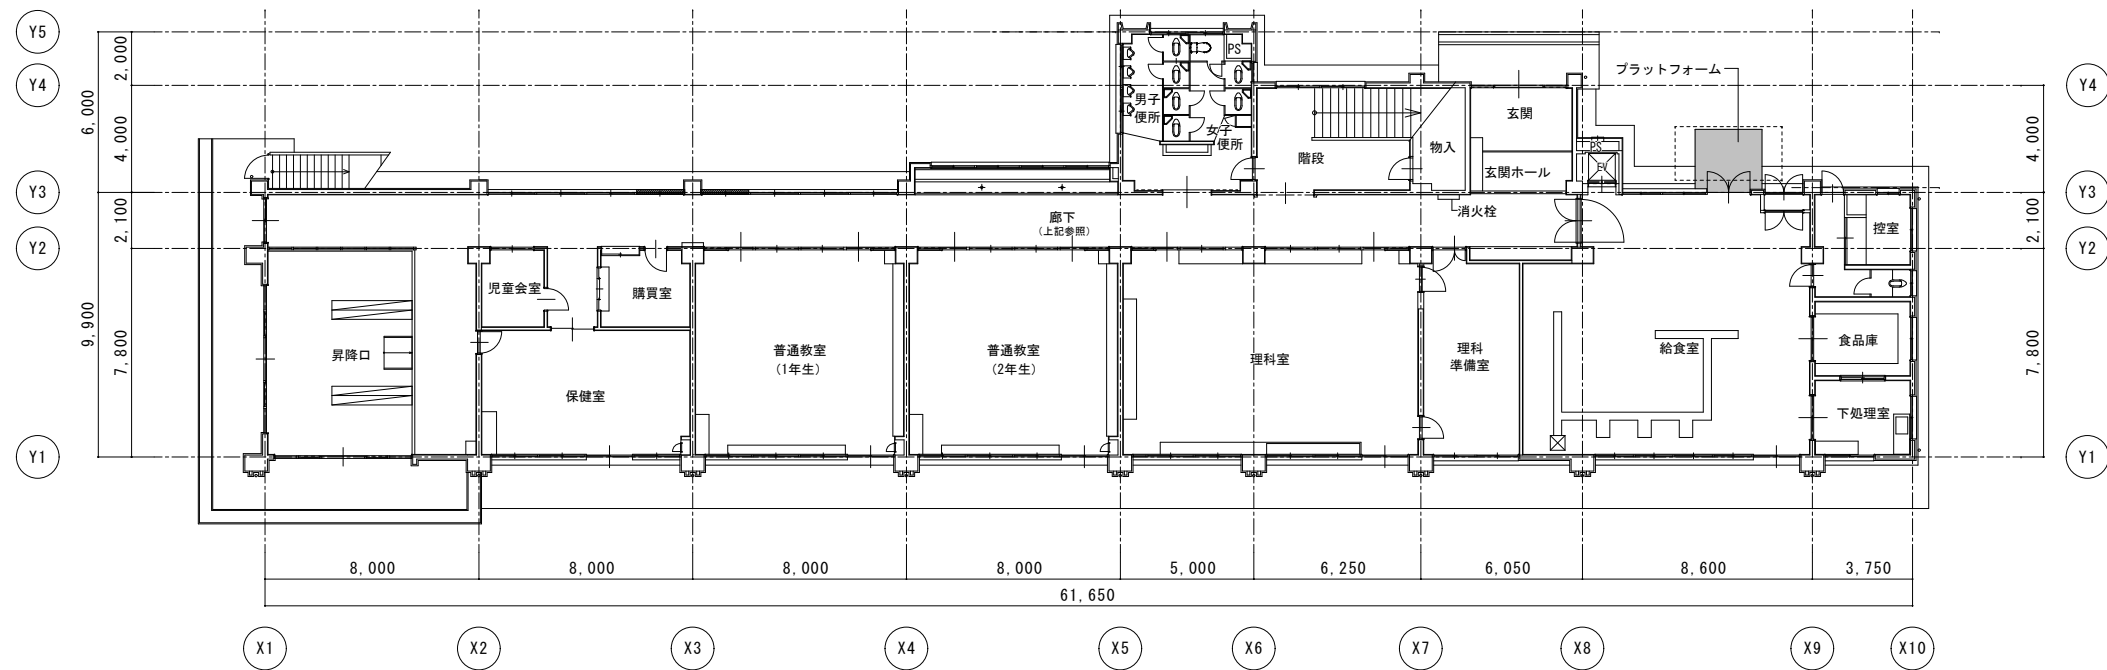 Y5
Y4
Y3
Y2
Y1
2,000
6,000
4,000
2,100
9,900
7,800
PS
男子
便所
女子
便所
階段
物入
玄関
玄関ホール
PS
EV
プラットフォーム
消火栓
廊下
(上記参照)
控室
児童会室
購買室
昇降口
保健室
普通教室
(1年生)
普通教室
(2年生)
理科室
理科
準備室
給食室
食品庫
下処理室
Y4
Y3
Y2
Y1
4,000
2,100
7,800
8,000
8,000
8,000
8,000
5,000
6,250
6,050
8,600
3,750
61,650
X1
X2
X3
X4
X5
X6
X7
X8
X9
X10